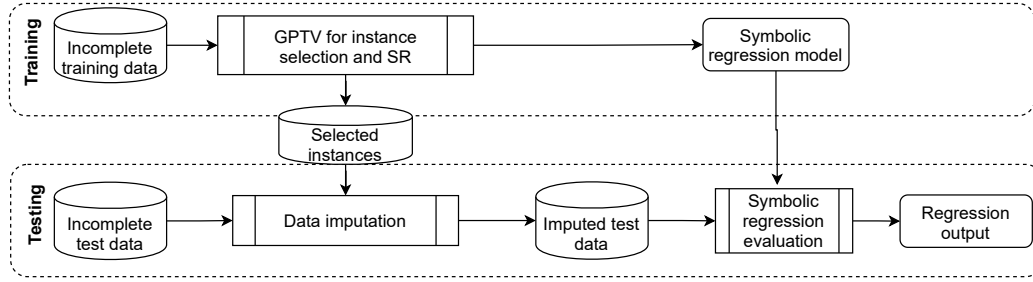 Training
Incomplete
training data
GPTV for instance
selection and SR
Symbolic
regression model
Selected
instances
Testing
Incomplete
test data
Data imputation
Imputed test
data
Symbolic
regression
evaluation
Regression
output